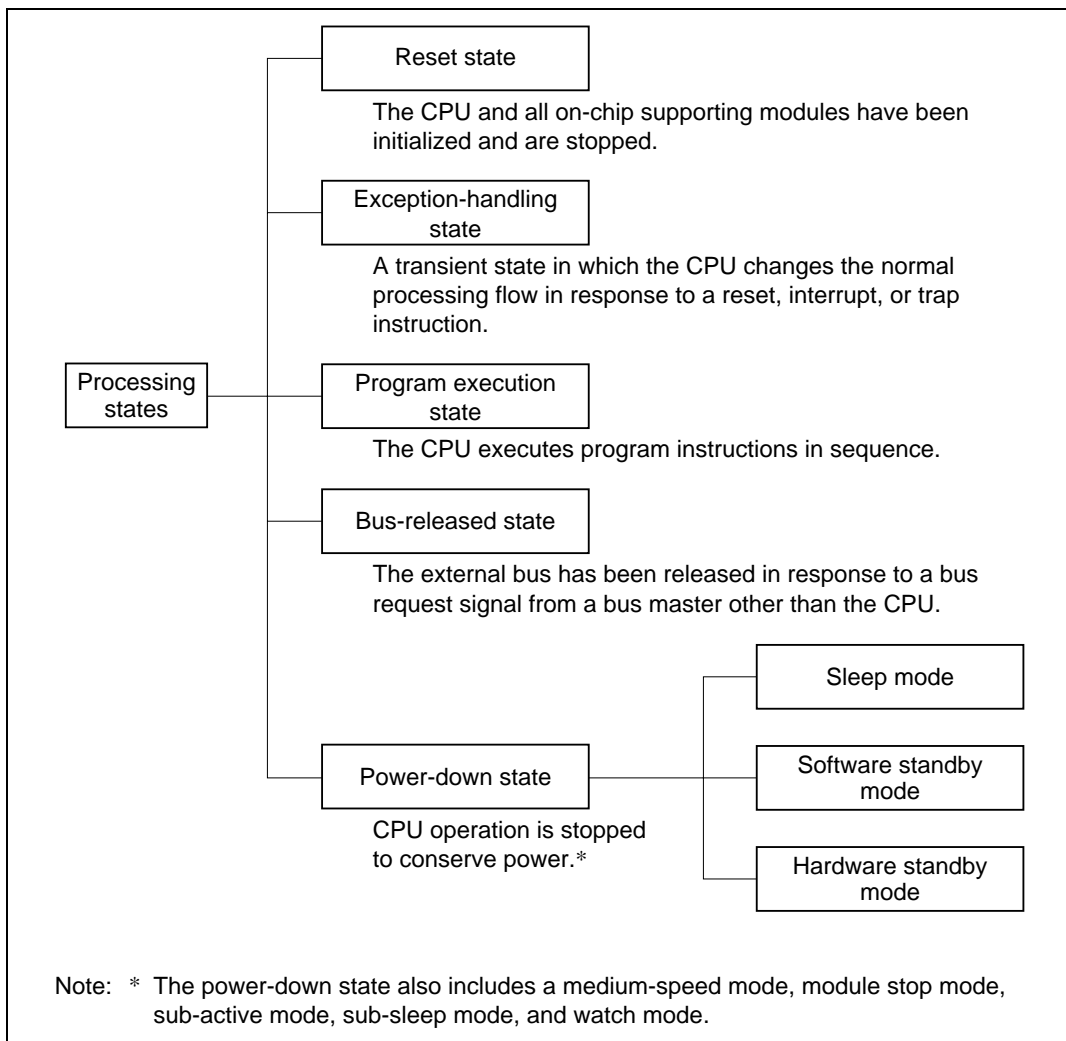 Reset state
The CPU and all on-chip supporting modules have been
initialized and are stopped.
Exception-handling
state
A transient state in which the CPU changes the normal
processing flow in response to a reset, interrupt, or trap
instruction.
Processing
states
Program execution
state
The CPU executes program instructions in sequence.
Bus-released state
The external bus has been released in response to a bus
request signal from a bus master other than the CPU.
Power-down state
CPU operation is stopped
to conserve power.*
Sleep mode
Software standby
mode
Hardware standby
mode
Note: * The power-down state also includes a medium-speed mode, module stop mode,
sub-active mode, sub-sleep mode, and watch mode.